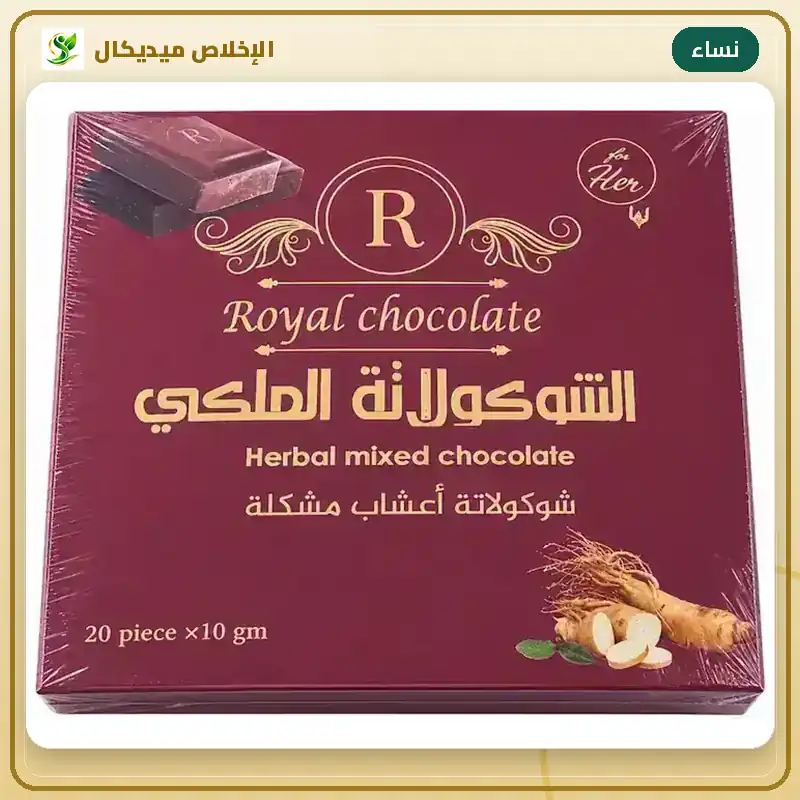 الإخلاص ميديكال
نساء
R
for
Her
R
Royal chocolate
الشوكولاتة الملكي
Herbal mixed chocolate
شوكولاتة أعشاب مشكلة
20 piece ×10 gm